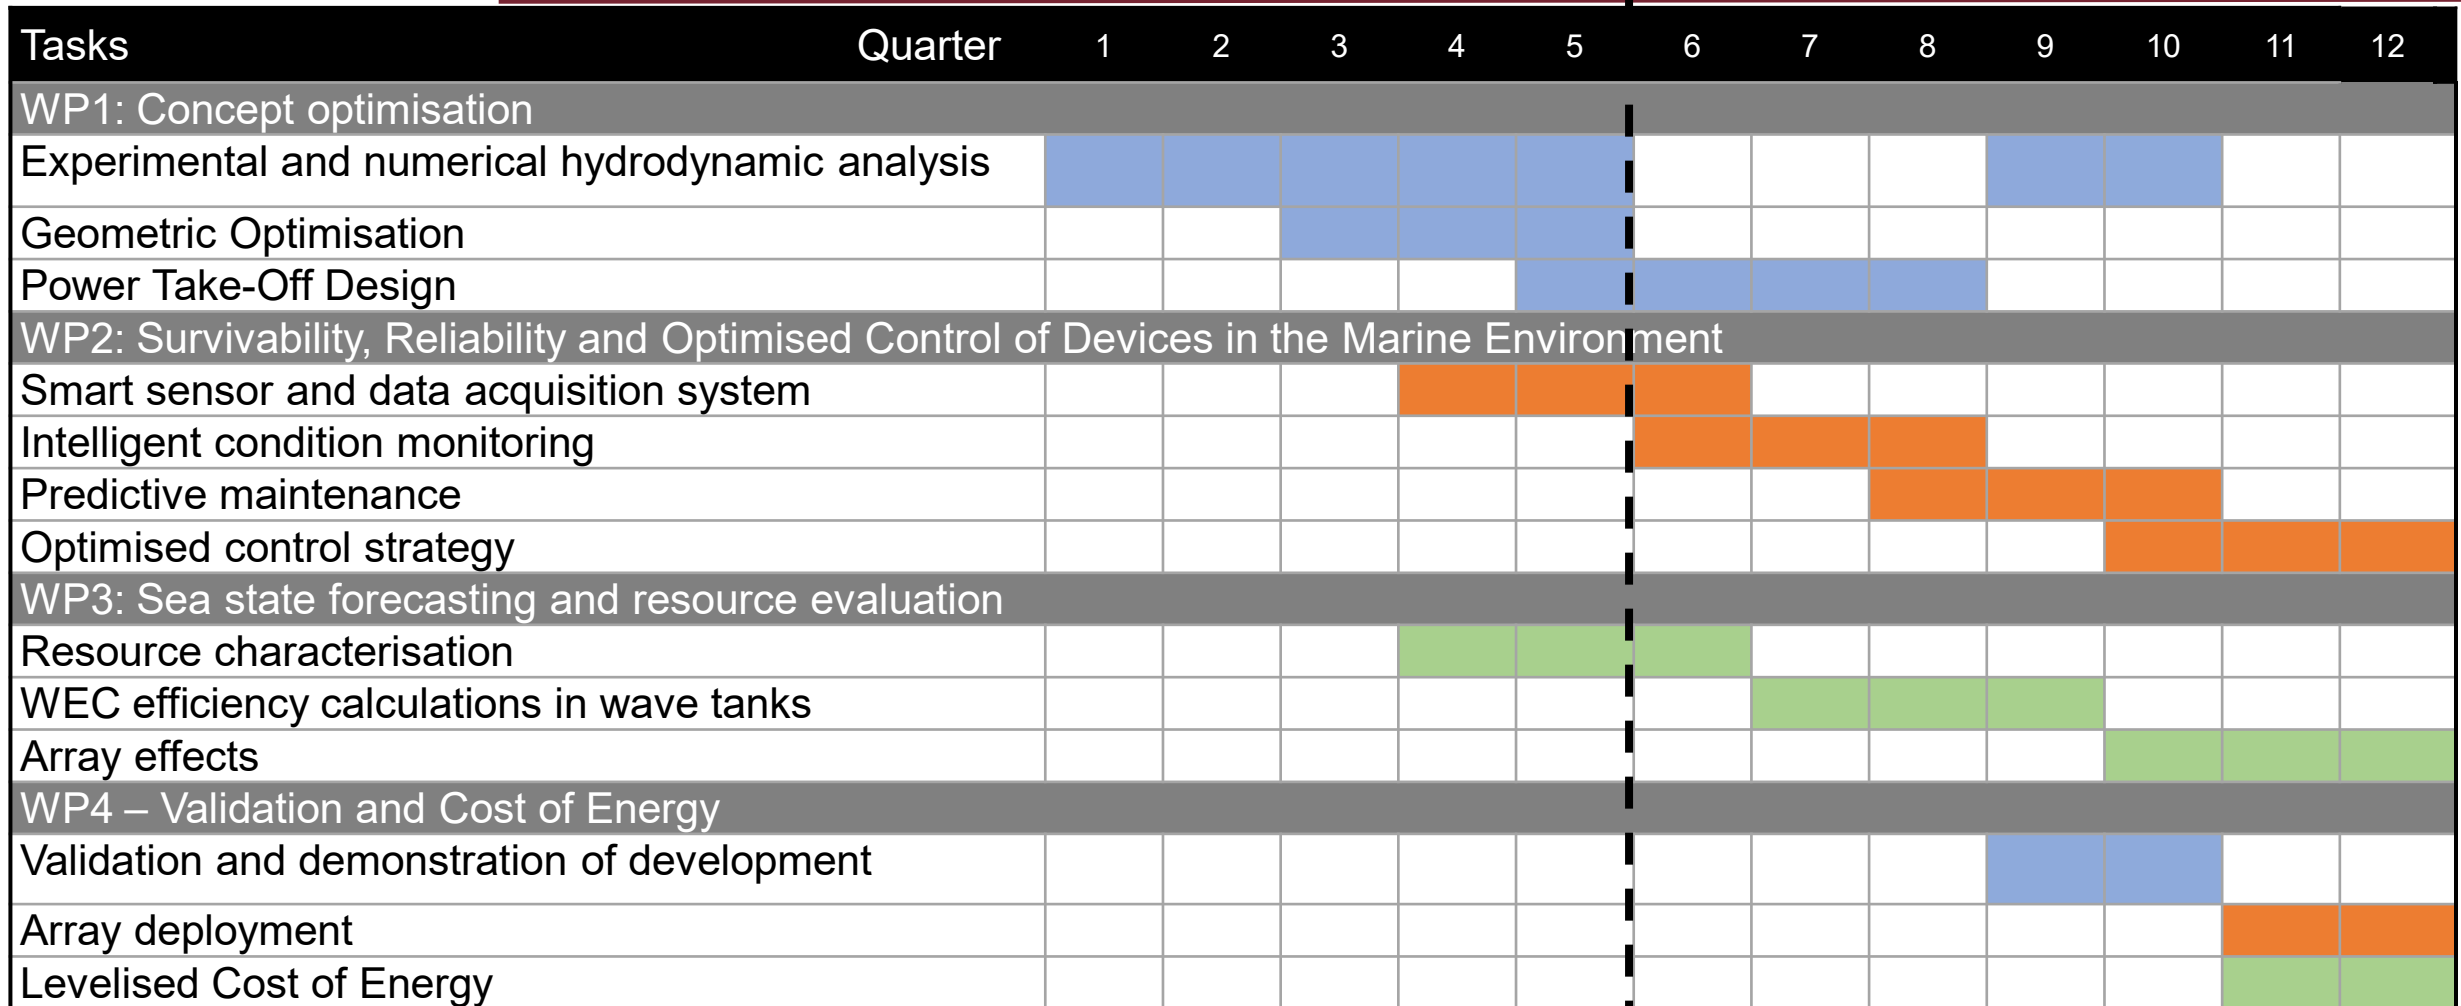 Tasks Quarter 1 2 3 4 5 6 7 8 9 10 11 12
WP1: Concept optimisation
Experimental and numerical hydrodynamic analysis
Geometric Optimisation
Power Take-Off Design
WP2: Survivability, Reliability and Optimised Control of Devices in the Marine Environment
Smart sensor and data acquisition system
Intelligent condition monitoring
Predictive maintenance
Optimised control strategy
WP3: Sea state forecasting and resource evaluation
Resource characterisation
WEC efficiency calculations in wave tanks
Array effects
WP4 – Validation and Cost of Energy
Validation and demonstration of development
Array deployment
Levelised Cost of Energy